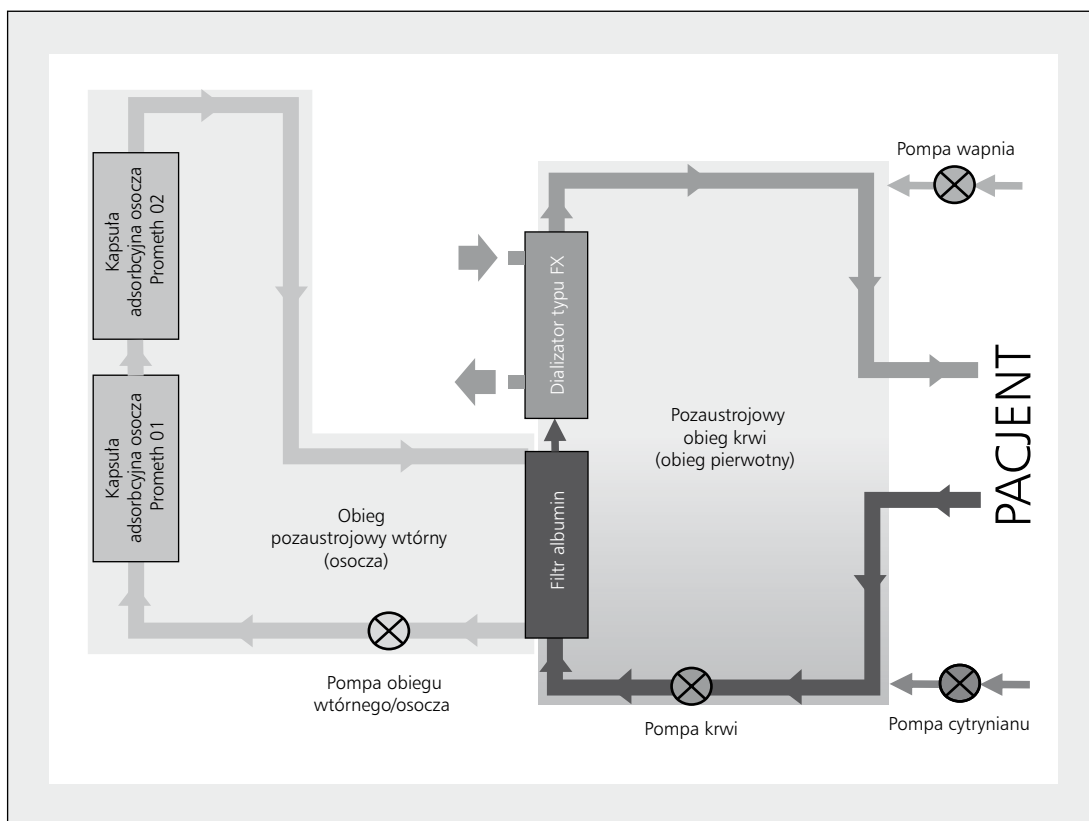 Kapsuła
adsorbcyjna osocza
Prometh 02
Kapsuła
adsorbcyjna osocza
Prometh 01
Obieg
pozaustrojowy wtórny
(osocza)
Pompa obiegu
wtórnego/osocza
Dializator typu FX
Filtr albumin
Pozaustrojowy
obieg krwi
(obieg pierwotny)
Pompa krwi
Pompa wapnia
PACJENT
Pompa cytrynianu